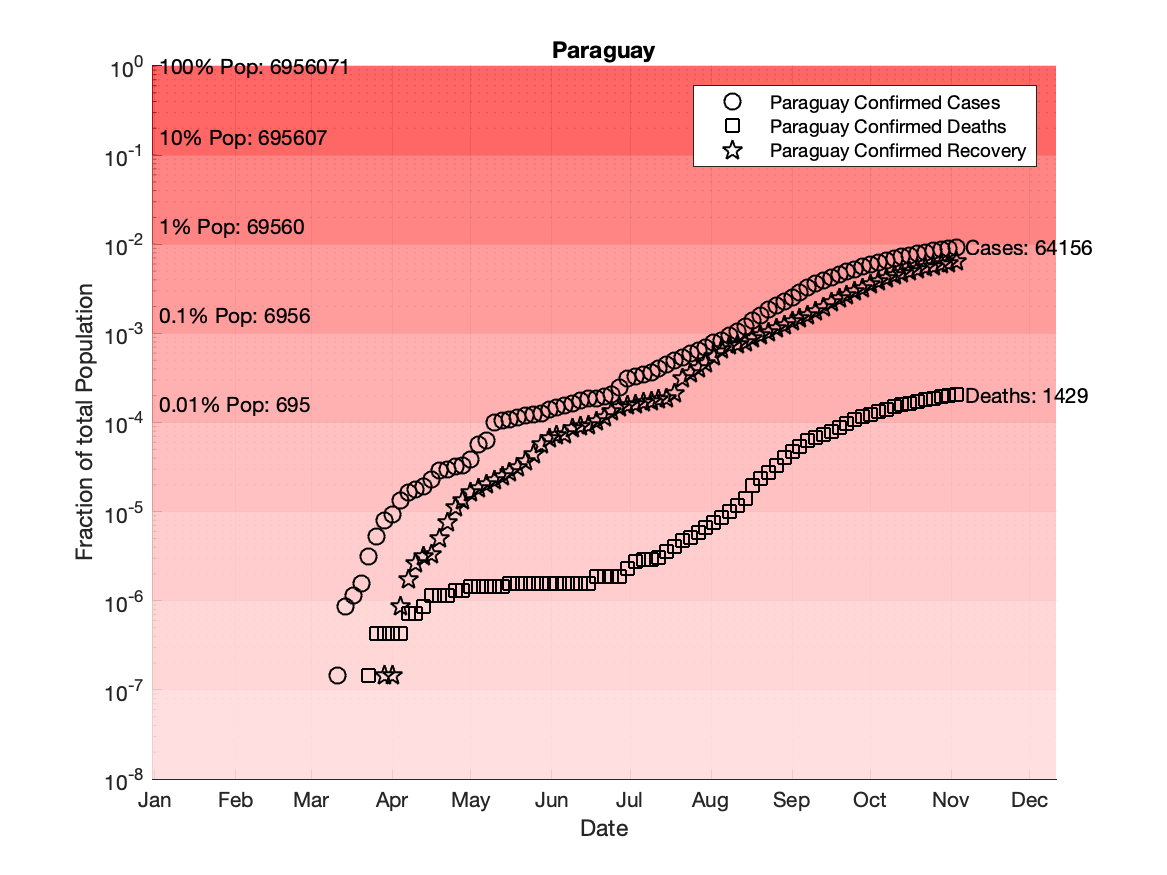 Paraguay
10^0
100% Pop: 6956071
Paraguay Confirmed Cases
Paraguay Confirmed Deaths
Paraguay Confirmed Recovery
10% Pop: 695607
10^-1
1% Pop: 69560
10^-2
Cases: 64156
0.1% Pop: 6956
10^-3
Deaths: 1429
0.01% Pop: 695
10^-4
10^-5
10^-6
10^-7
10^-8
Fraction of total Population
Jan Feb Mar Apr May Jun Jul Aug Sep Oct Nov Dec
Date